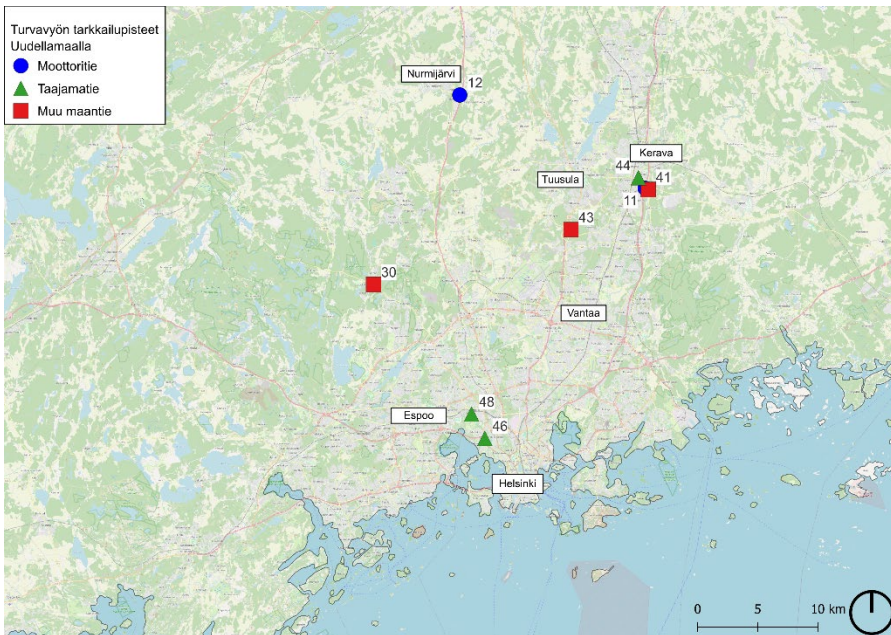 Turvavyön tarkkailupisteet
Uudellamaalla
Moottoritie
Taajamatie
Muu maantie
Nurmijärvi
12
Kerava
44
41
Tuusula
11
43
30
Vantaa
48
Espoo
46
Helsinki
0 5 10 km